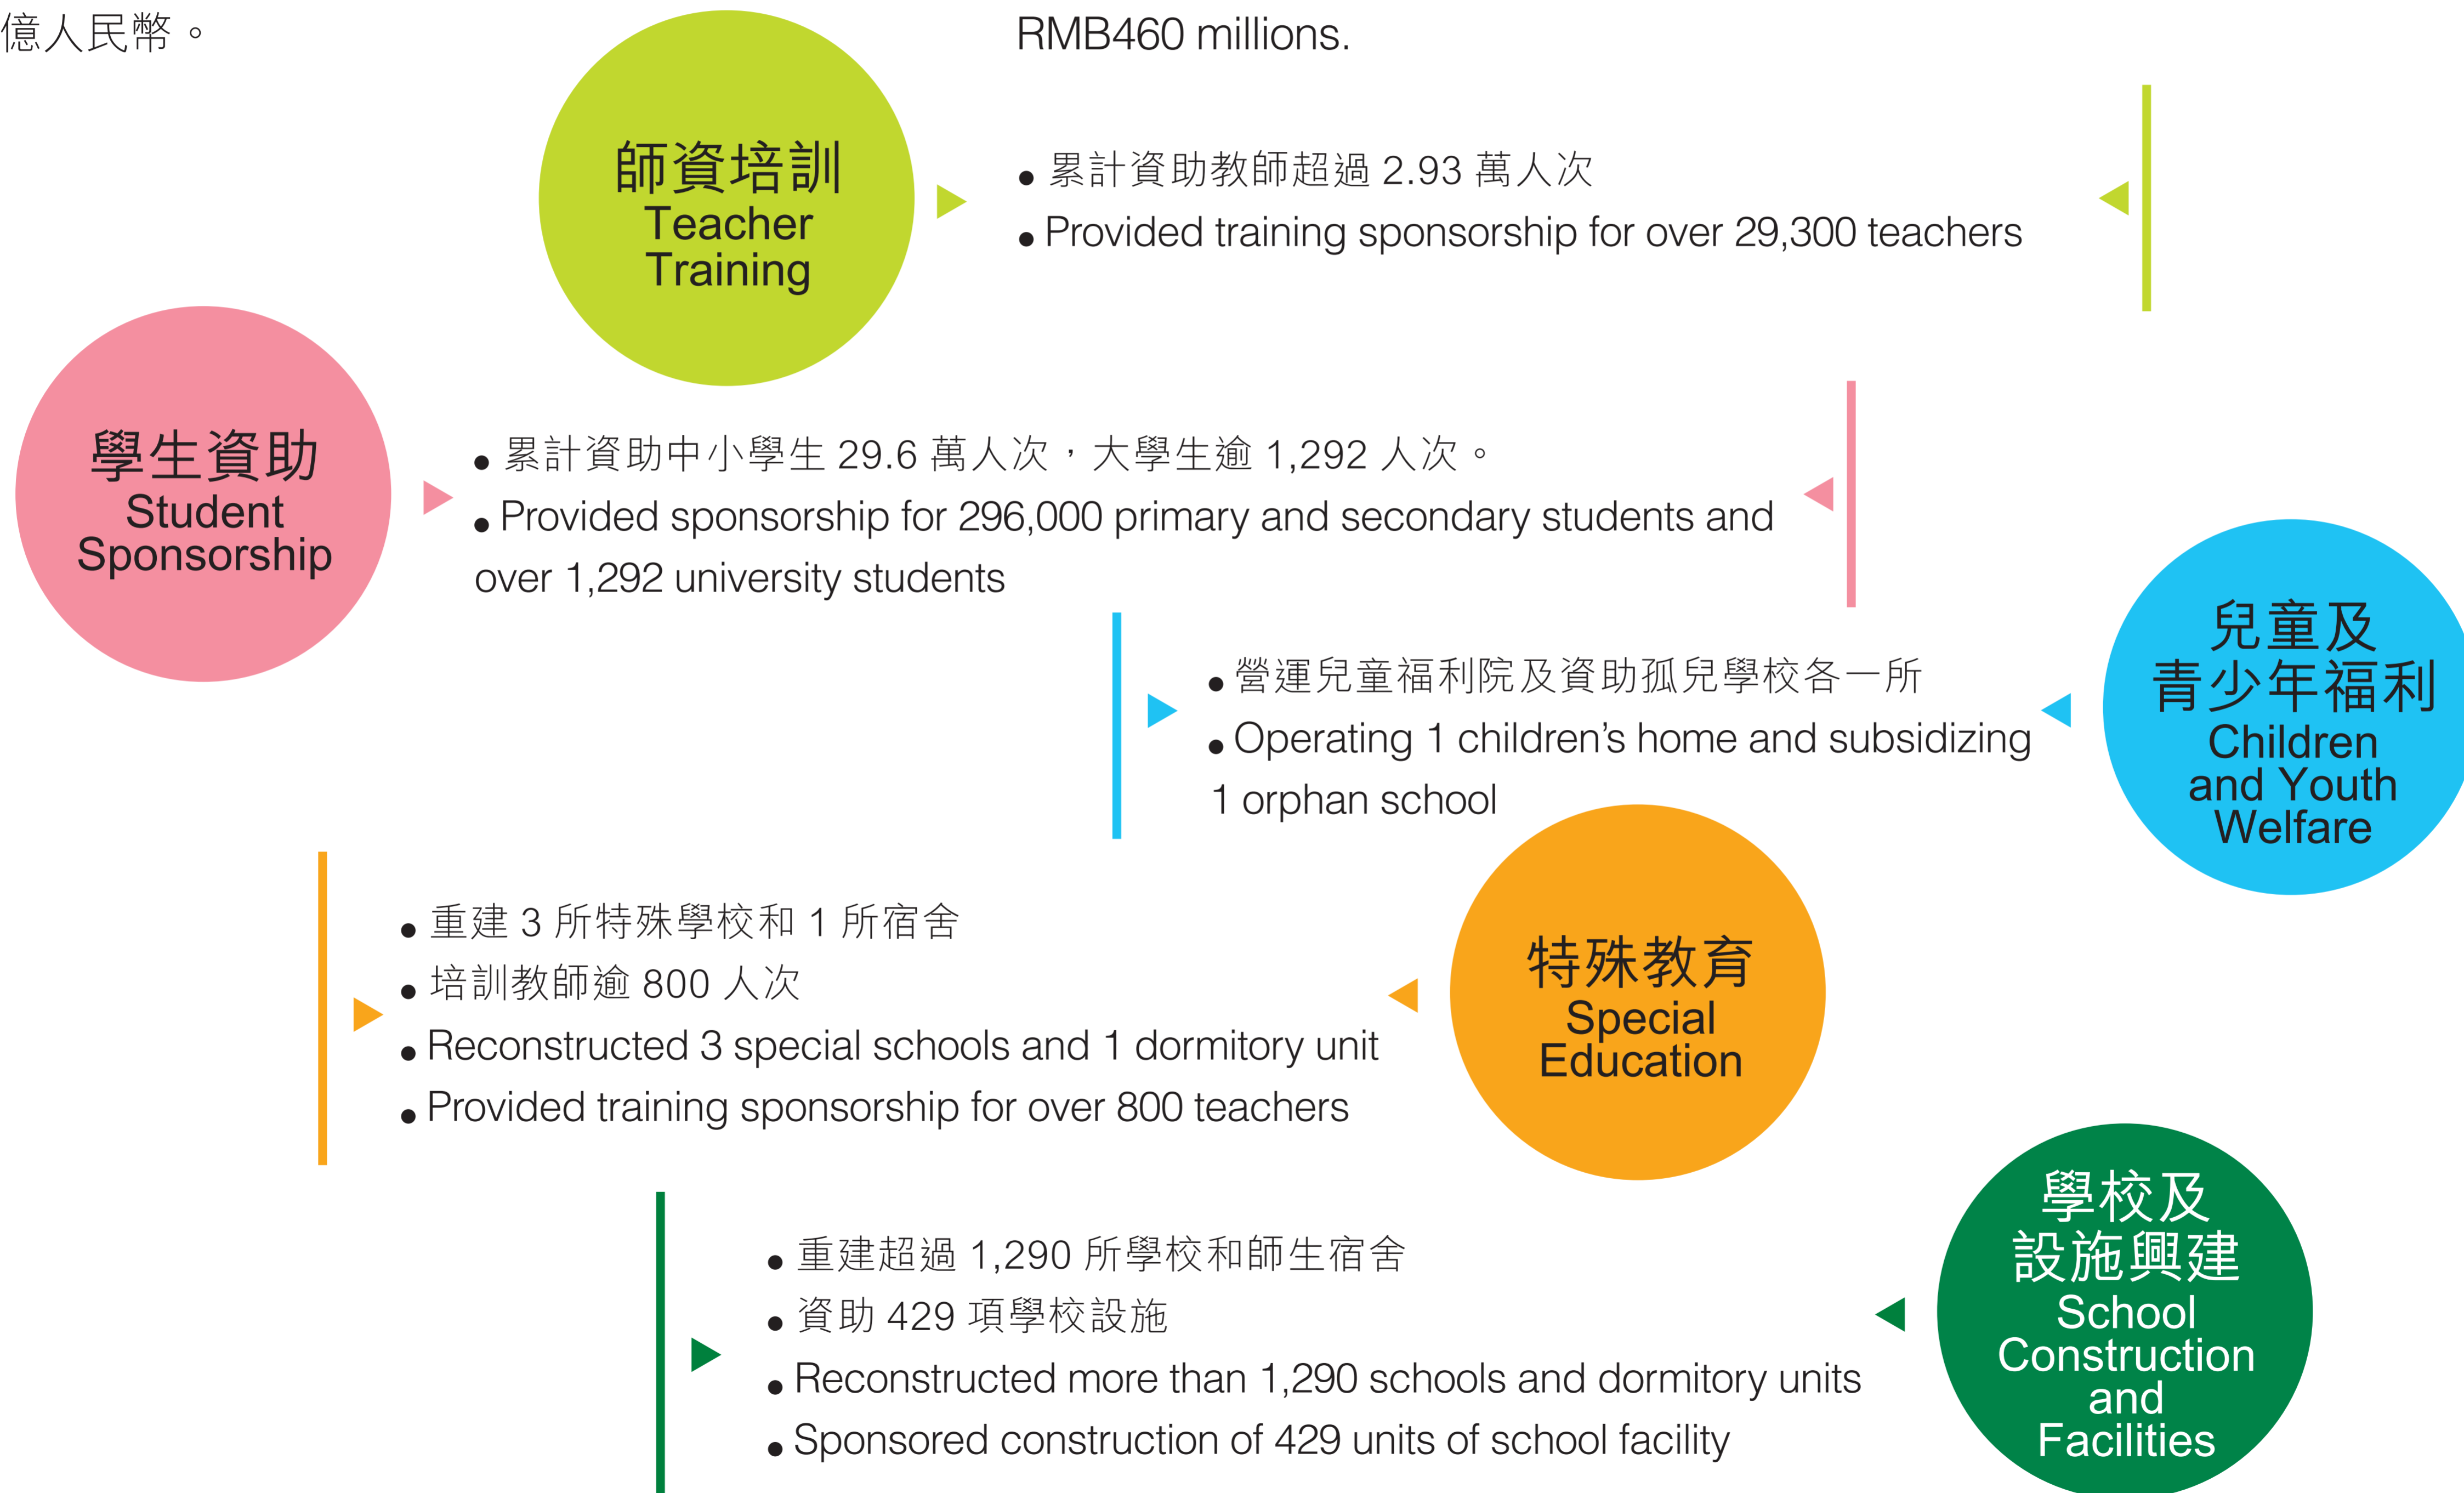 億人民幣。
RMB460 millions.
師資培訓
Teacher
Training
● 累計資助教師超過 2.93 萬人次
● Provided training sponsorship for over 29,300 teachers
學生資助
Student
Sponsorship
● 累計資助中小學生 29.6 萬人次，大學生逾 1,292 人次。
● Provided sponsorship for 296,000 primary and secondary students and
over 1,292 university students
兒童及
青少年福利
Children
and Youth
Welfare
● 營運兒童福利院及資助孤兒學校各一所
● Operating 1 children’s home and subsidizing
1 orphan school
特殊教育
Special
Education
● 重建 3 所特殊學校和 1 所宿舍
● 培訓教師逾 800 人次
● Reconstructed 3 special schools and 1 dormitory unit
● Provided training sponsorship for over 800 teachers
學校及
設施興建
School
Construction
and
Facilities
● 重建超過 1,290 所學校和師生宿舍
● 資助 429 項學校設施
● Reconstructed more than 1,290 schools and dormitory units
● Sponsored construction of 429 units of school facility